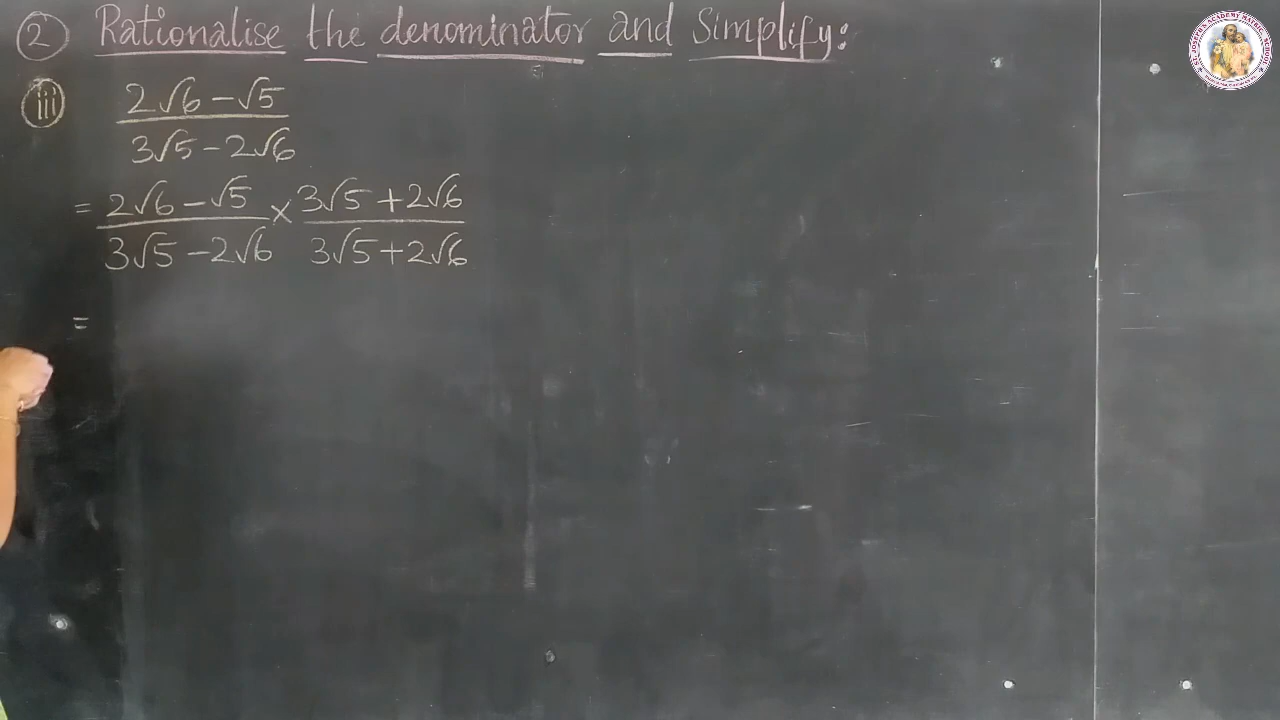 ② Rationalise the denominator and Simplify:
ⅲ (2√6 − √5)/(3√5 − 2√6)
= (2√6 − √5)/(3√5 − 2√6) × (3√5 + 2√6)/(3√5 + 2√6)
=